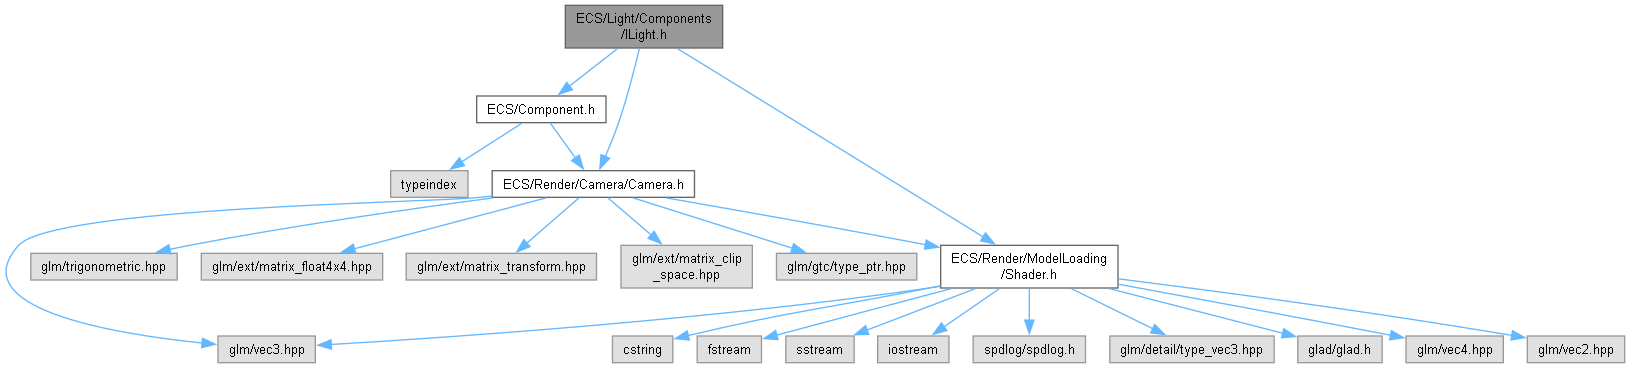 ECS/Light/Components
/ILight.h
ECS/Component.h
typeindex
ECS/Render/Camera/Camera.h
glm/trigonometric.hpp
glm/ext/matrix_float4x4.hpp
glm/ext/matrix_transform.hpp
glm/ext/matrix_clip
_space.hpp
glm/gtc/type_ptr.hpp
ECS/Render/ModelLoading
/Shader.h
glm/vec3.hpp
cstring
fstream
sstream
iostream
spdlog/spdlog.h
glm/detail/type_vec3.hpp
glad/glad.h
glm/vec4.hpp
glm/vec2.hpp